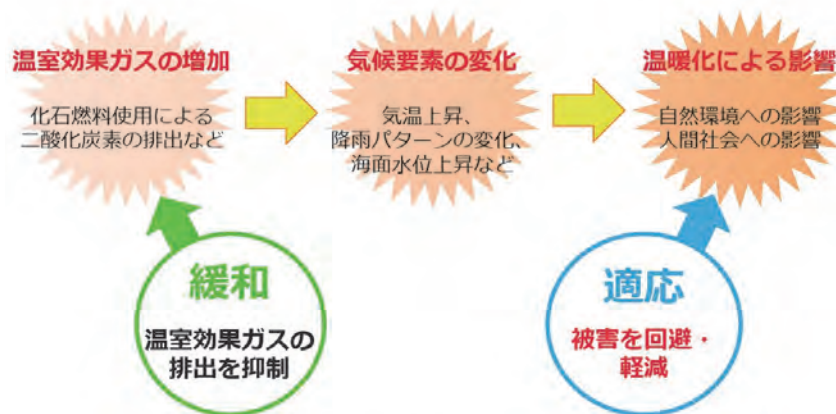 温室効果ガスの増加
化石燃料使用による
二酸化炭素の排出など
気候要素の変化
気温上昇、
降雨パターンの変化、
海面水位上昇など
温暖化による影響
自然環境への影響
人間社会への影響
緩和
温室効果ガスの
排出を抑制
適応
被害を回避・
軽減